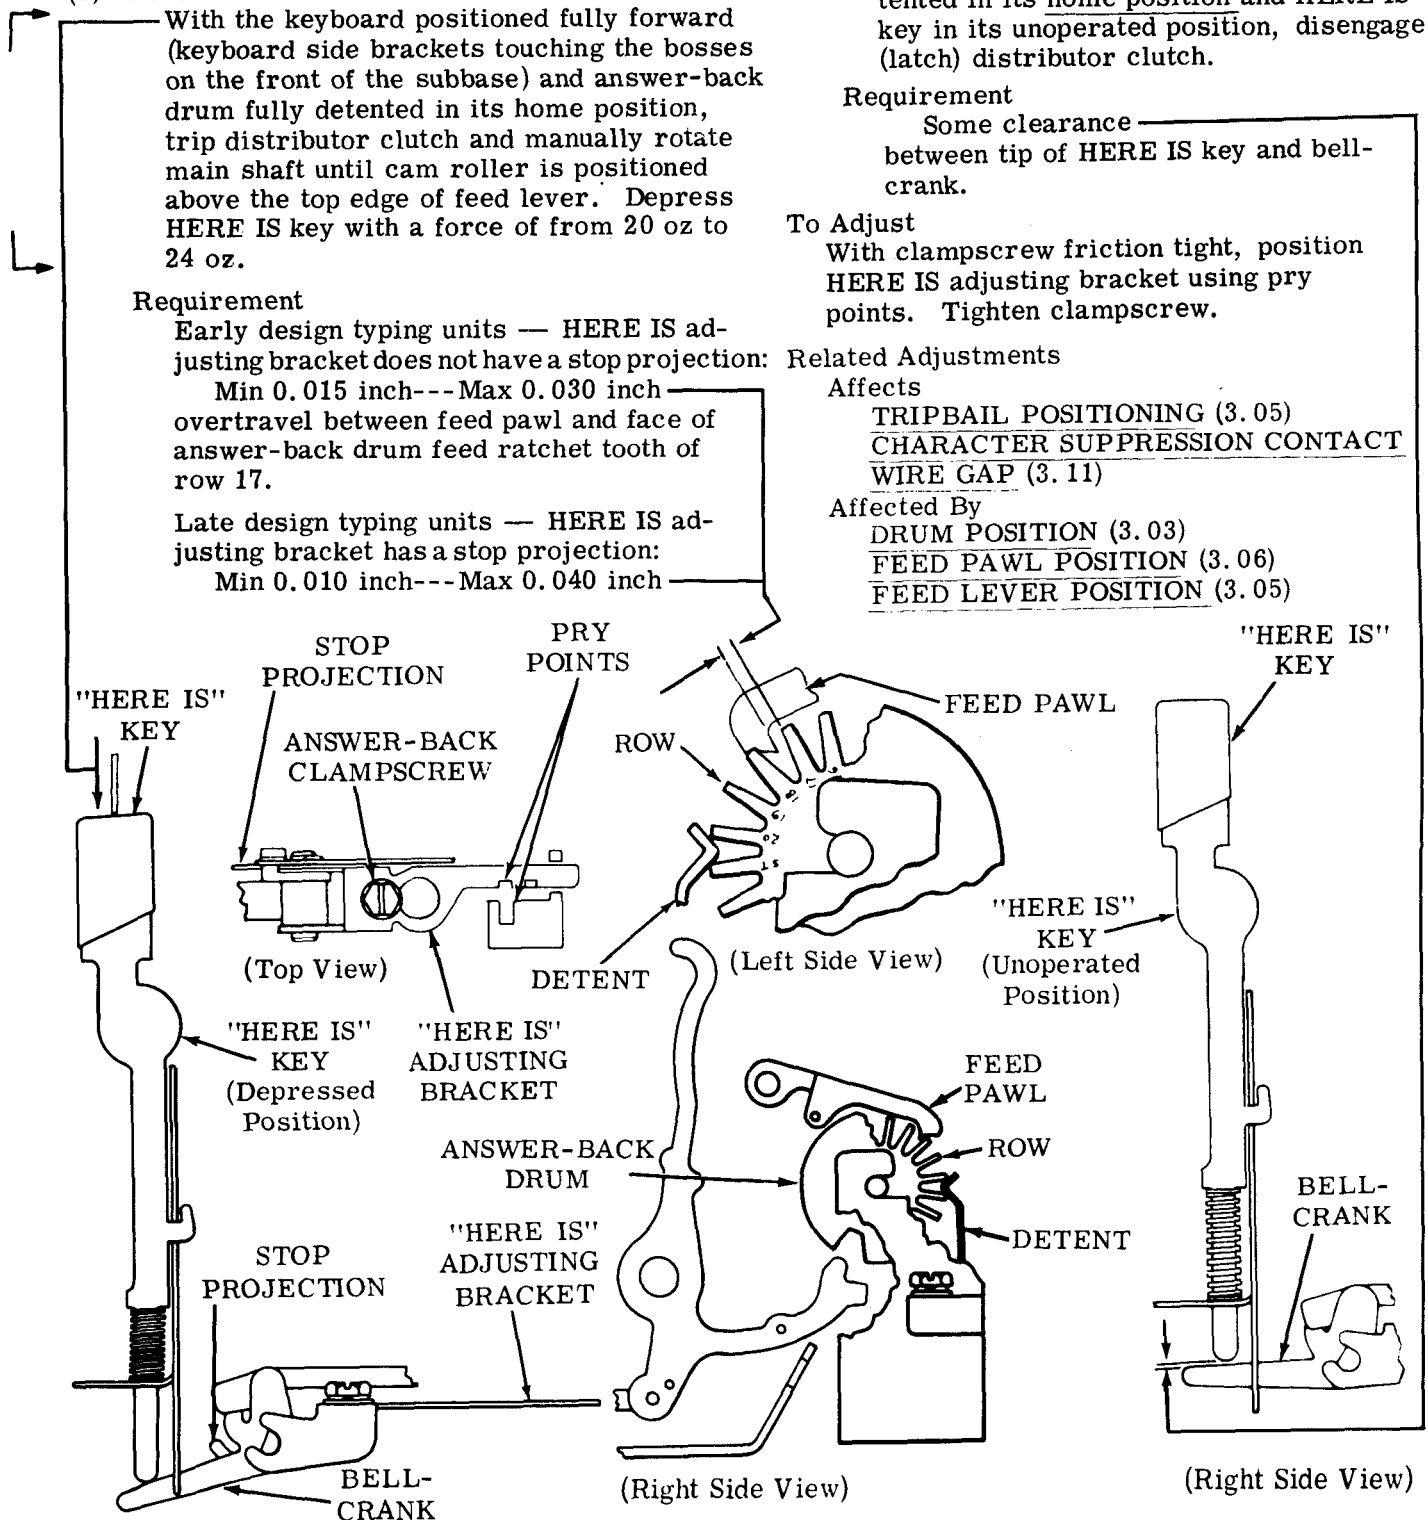 With the keyboard positioned fully forward
(keyboard side brackets touching the bosses
on the front of the subbase) and answer-back
drum fully detented in its home position,
trip distributor clutch and manually rotate
main shaft until cam roller is positioned
above the top edge of feed lever. Depress
HERE IS key with a force of from 20 oz to
24 oz.
Requirement
Early design typing units — HERE IS ad-
justing bracket does not have a stop projection:
Min 0.015 inch---Max 0.030 inch
overtravel between feed pawl and face of
answer-back drum feed ratchet tooth of
row 17.
Late design typing units — HERE IS ad-
justing bracket has a stop projection:
Min 0.010 inch---Max 0.040 inch
tented in its home position and HERE IS
key in its unoperated position, disengage
(latch) distributor clutch.
Requirement
Some clearance
between tip of HERE IS key and bell-
crank.
To Adjust
With clampscrew friction tight, position
HERE IS adjusting bracket using pry
points. Tighten clampscrew.
Related Adjustments
Affects
TRIPBAIL POSITIONING (3.05)
CHARACTER SUPPRESSION CONTACT
WIRE GAP (3.11)
Affected By
DRUM POSITION (3.03)
FEED PAWL POSITION (3.06)
FEED LEVER POSITION (3.05)
"HERE IS"
KEY
STOP
PROJECTION
ANSWER-BACK
CLAMPSCREW
PRY
POINTS
ROW
FEED PAWL
"HERE IS"
KEY
(Top View)
DETENT
(Left Side View)
"HERE IS"
KEY
(Unoperated
Position)
"HERE IS"
KEY
(Depressed
Position)
"HERE IS"
ADJUSTING
BRACKET
FEED
PAWL
ANSWER-BACK
DRUM
ROW
"HERE IS"
ADJUSTING
BRACKET
DETENT
BELL-
CRANK
STOP
PROJECTION
BELL-
CRANK
(Right Side View)
(Right Side View)